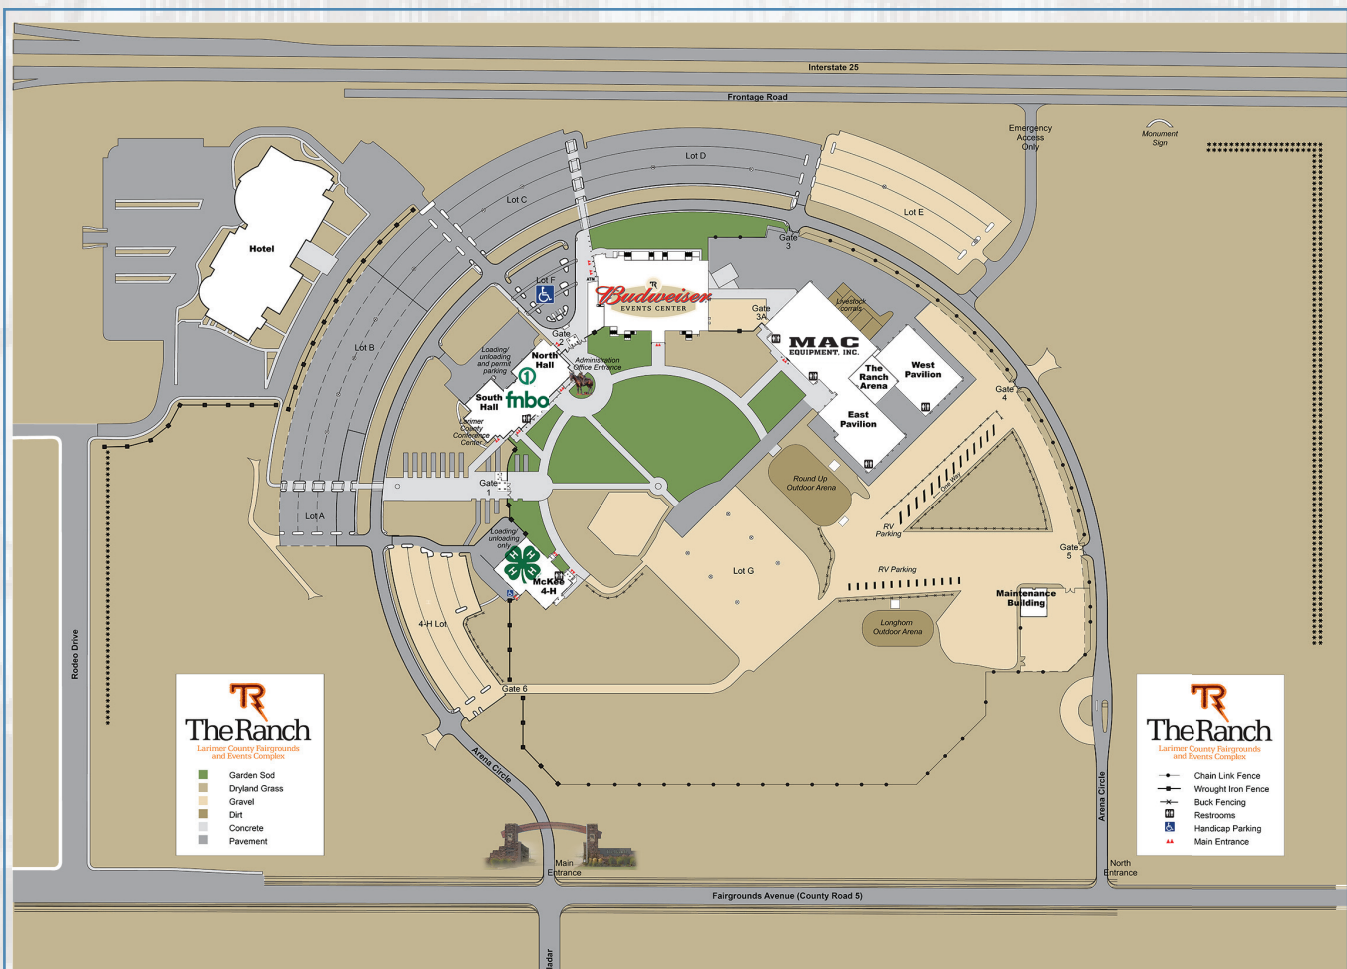 Interstate 25
Frontage Road
Emergency
Access
Only
Monument
Sign
Lot D
Lot C
Lot E
Hotel
Gate
3
Lot F
ATM
Budweiser
EVENTS CENTER
Livestock
corrals
Gate
3A
Gate
2
Lot B
Loading/
unloading
and permit
parking
North
Hall
Administration
Office Entrance
MAC
EQUIPMENT, INC.
The
Ranch
Arena
West
Pavilion
Gate
4
South
Hall
fnbo
1
Larimer
County
Conference
Center
East
Pavilion
Gate
1
Round Up
Outdoor Arena
One Way
RV
Parking
Lot A
Loading/
unloading
only
H H
H H
McKee
4-H
Lot G
RV Parking
Gate
5
Maintenance
Building
4-H Lot
Longhorn
Outdoor Arena
Rodeo Drive
Gate 6
Arena Circle
Arena Circle
TR
The Ranch
Larimer County Fairgrounds
and Events Complex
Garden Sod
Dryland Grass
Gravel
Dirt
Concrete
Pavement
TR
The Ranch
Larimer County Fairgrounds
and Events Complex
Chain Link Fence
Wrought Iron Fence
Buck Fencing
Restrooms
Handicap Parking
Main Entrance
Main
Entrance
North
Entrance
Fairgrounds Avenue (County Road 5)